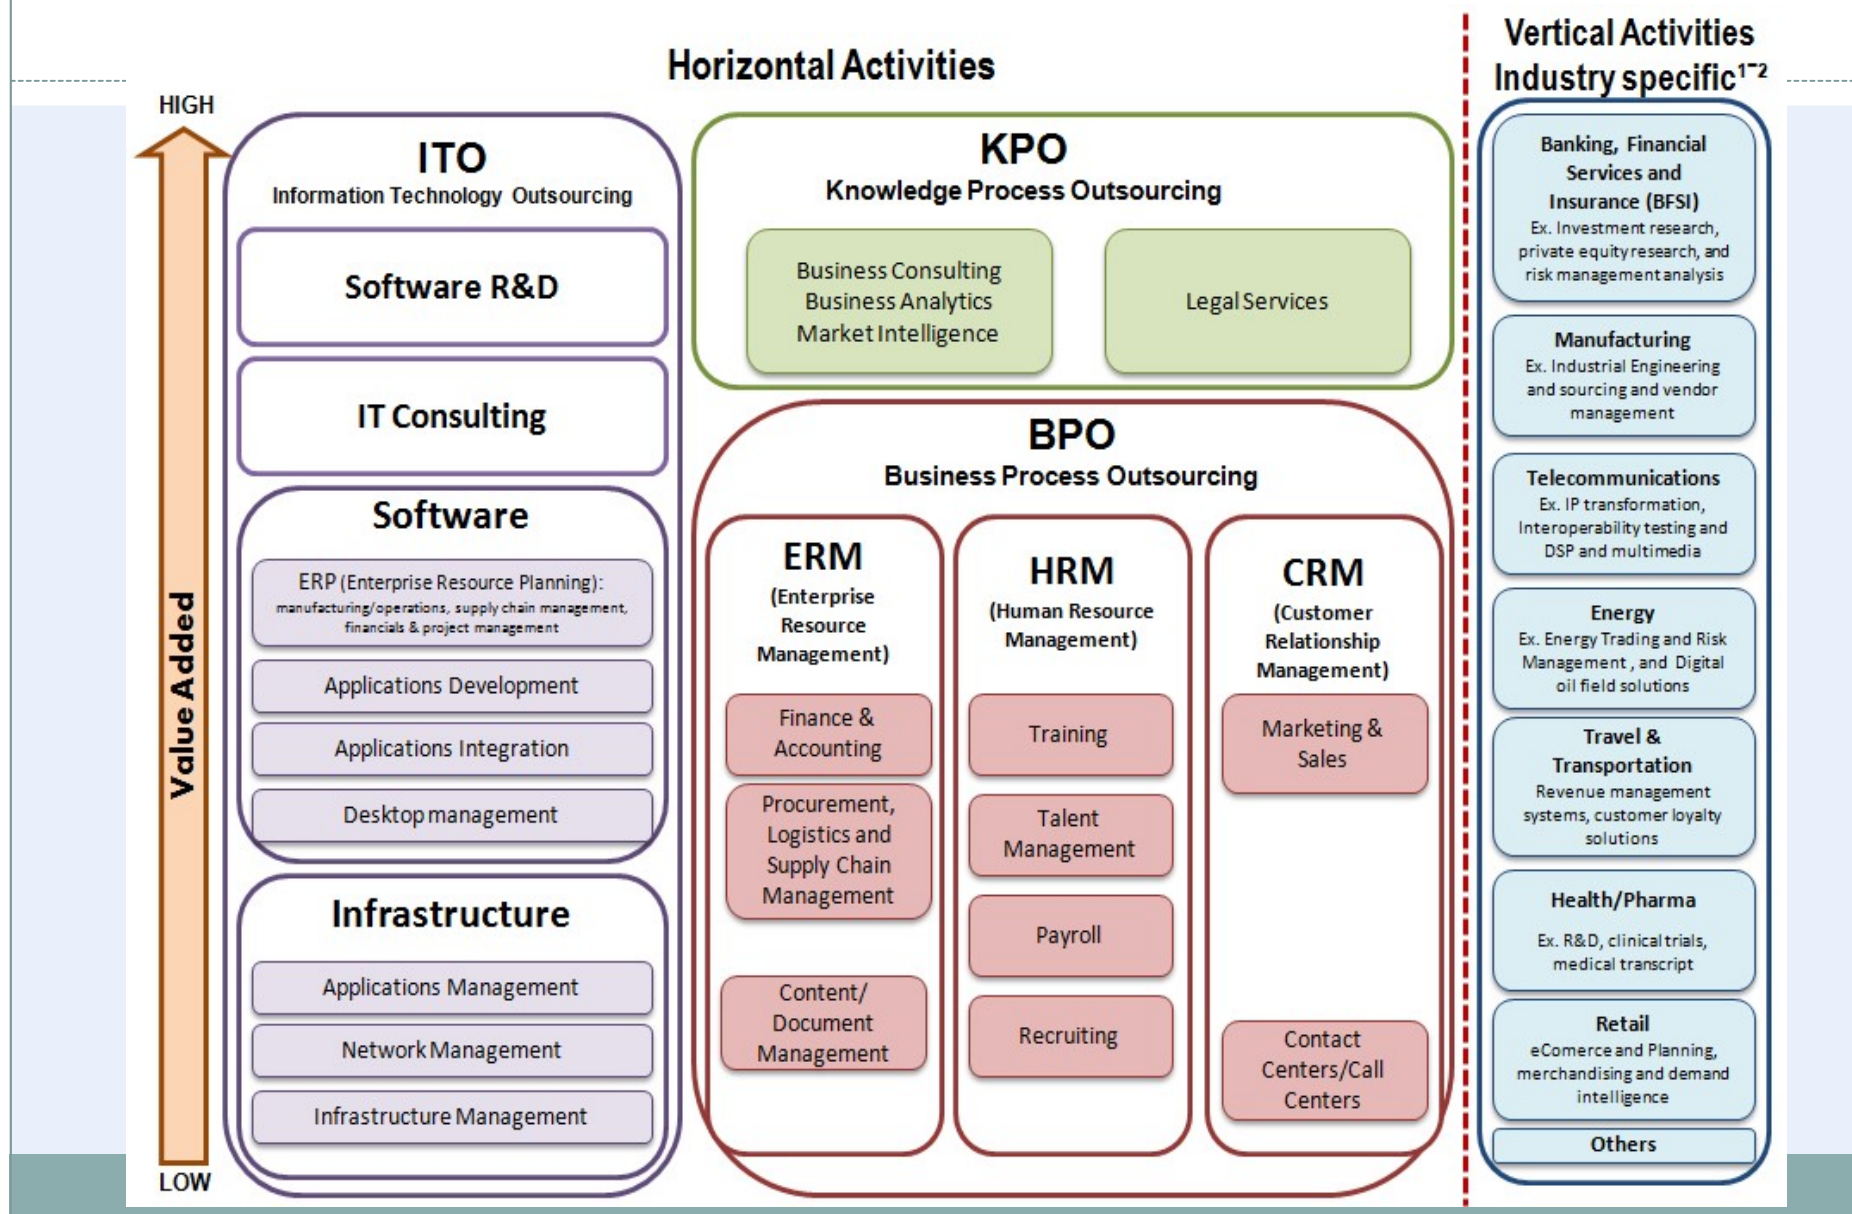 Horizontal Activities
Vertical Activities
Industry specific¹⁻²
HIGH
Value Added
LOW
ITO
Information Technology Outsourcing
Software R&D
IT Consulting
Software
ERP (Enterprise Resource Planning):
manufacturing/operations, supply chain management,
financials & project management
Applications Development
Applications Integration
Desktop management
Infrastructure
Applications Management
Network Management
Infrastructure Management
KPO
Knowledge Process Outsourcing
Business Consulting
Business Analytics
Market Intelligence
Legal Services
BPO
Business Process Outsourcing
ERM
(Enterprise
Resource
Management)
Finance &
Accounting
Procurement,
Logistics and
Supply Chain
Management
Content/
Document
Management
HRM
(Human Resource
Management)
Training
Talent
Management
Payroll
Recruiting
CRM
(Customer
Relationship
Management)
Marketing &
Sales
Contact
Centers/Call
Centers
Banking, Financial
Services and
Insurance (BFSI)
Ex. Investment research,
private equity research, and
risk management analysis
Manufacturing
Ex. Industrial Engineering
and sourcing and vendor
management
Telecommunications
Ex. IP transformation,
Interoperability testing and
DSP and multimedia
Energy
Ex. Energy Trading and Risk
Management , and Digital
oil field solutions
Travel &
Transportation
Revenue management
systems, customer loyalty
solutions
Health/Pharma
Ex. R&D, clinical trials,
medical transcript
Retail
eComerce and Planning,
merchandising and demand
intelligence
Others